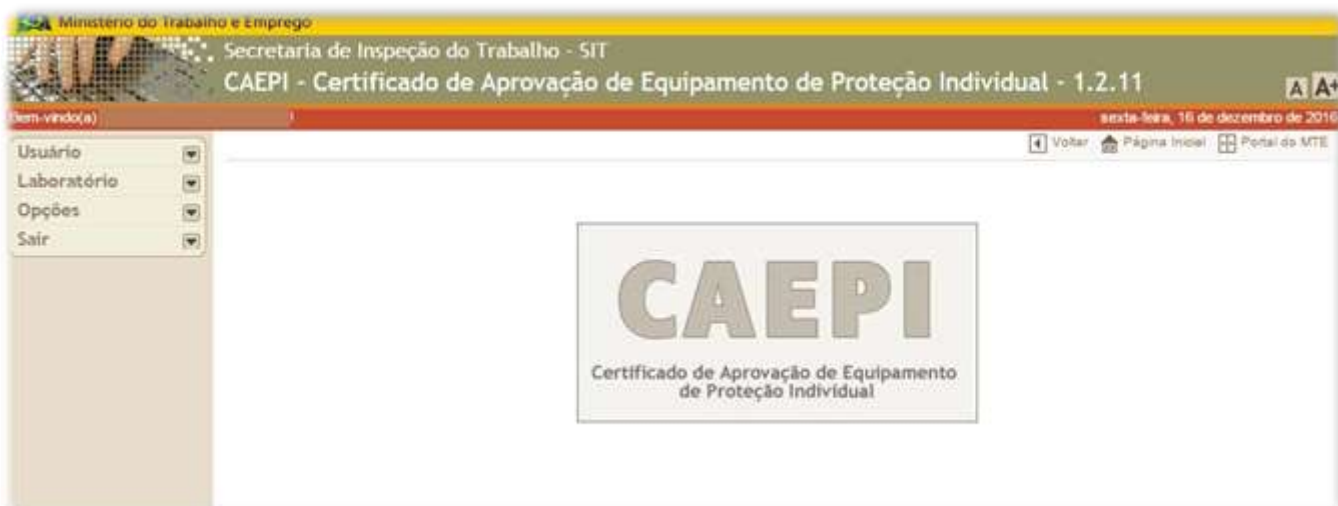 Ministério do Trabalho e Emprego
Secretaria de Inspeção do Trabalho - SIT
CAEPI - Certificado de Aprovação de Equipamento de Proteção Individual - 1.2.11
A A+
Bem-vindo(a)
sexta-feira, 16 de dezembro de 2016
Voltar Página Inicial Portal do MTE
Usuário
Laboratório
Opções
Sair
CAEPI
Certificado de Aprovação de Equipamento
de Proteção Individual